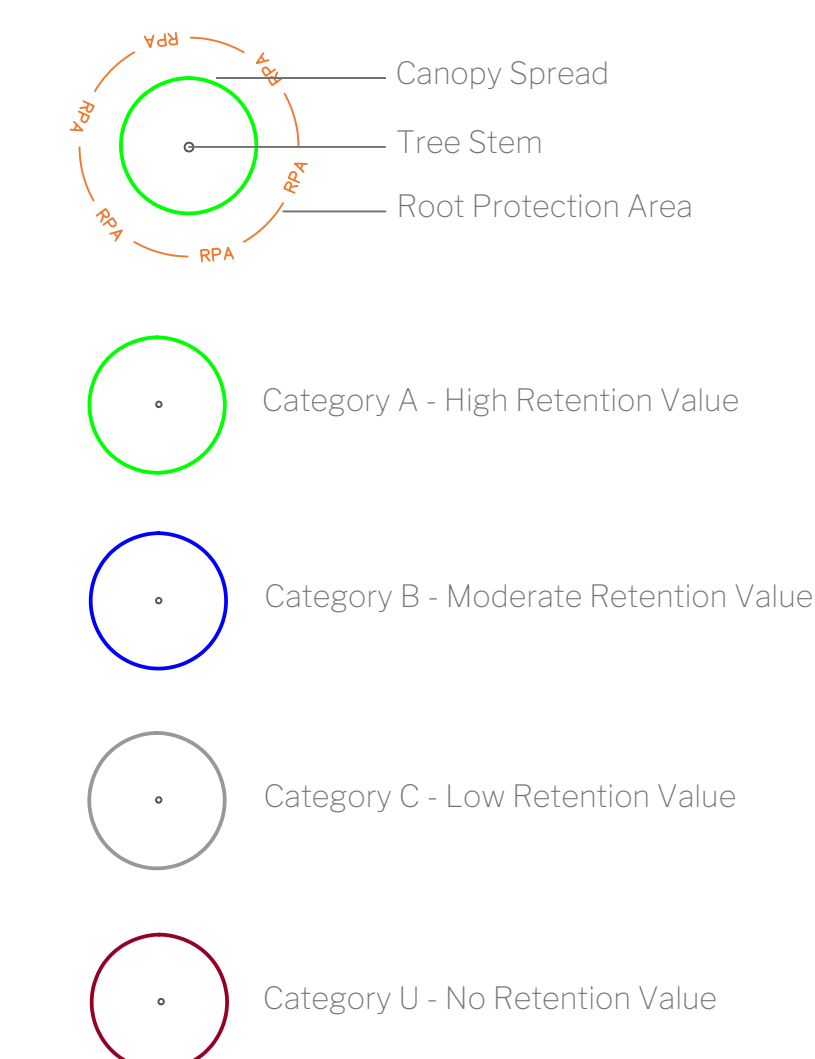 RPA
RPA
RPA
RPA
RPA
RPA
Canopy Spread
Tree Stem
Root Protection Area
Category A - High Retention Value
Category B - Moderate Retention Value
Category C - Low Retention Value
Category U - No Retention Value